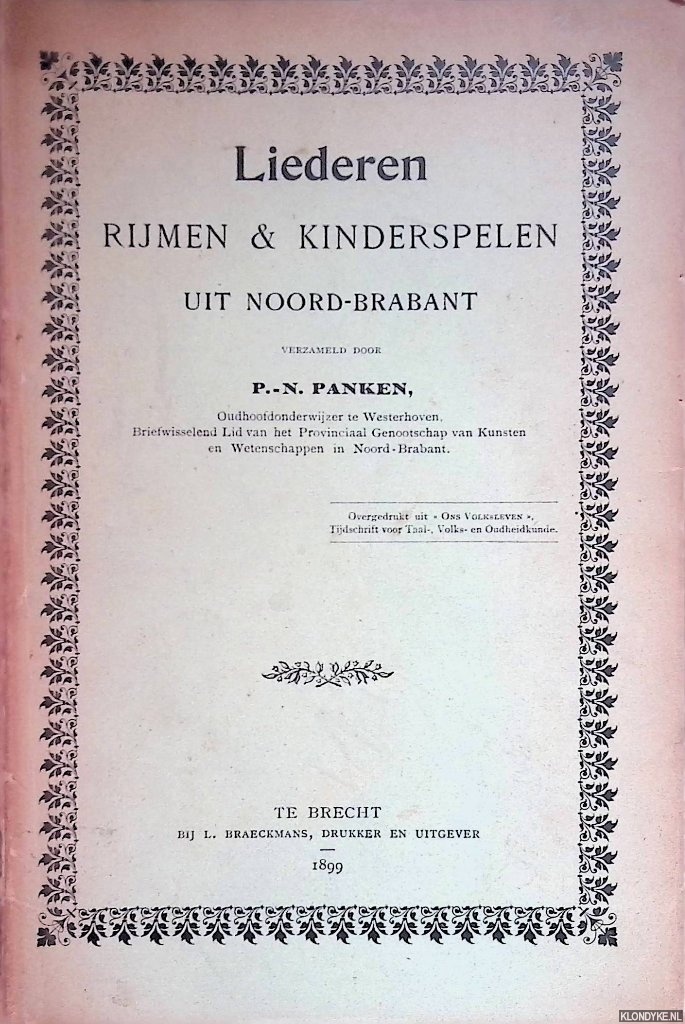 Liederen
RIJMEN & KINDERSPELEN
UIT NOORD-BRABANT
VERZAMELD DOOR
P.-N. PANKEN,
Oudhoofdonderwijzer te Westerhoven,
Briefwisselend Lid van het Provinciaal Genootschap van Kunsten
en Wetenschappen in Noord-Brabant.
Overgedrukt uit « ONS VOLKSLEVEN »,
Tijdschrift voor Taal-, Volks- en Oudheidkunde.
TE BRECHT
BIJ L. BRAECKMANS, DRUKKER EN UITGEVER
1899
KLONDYKE.NL